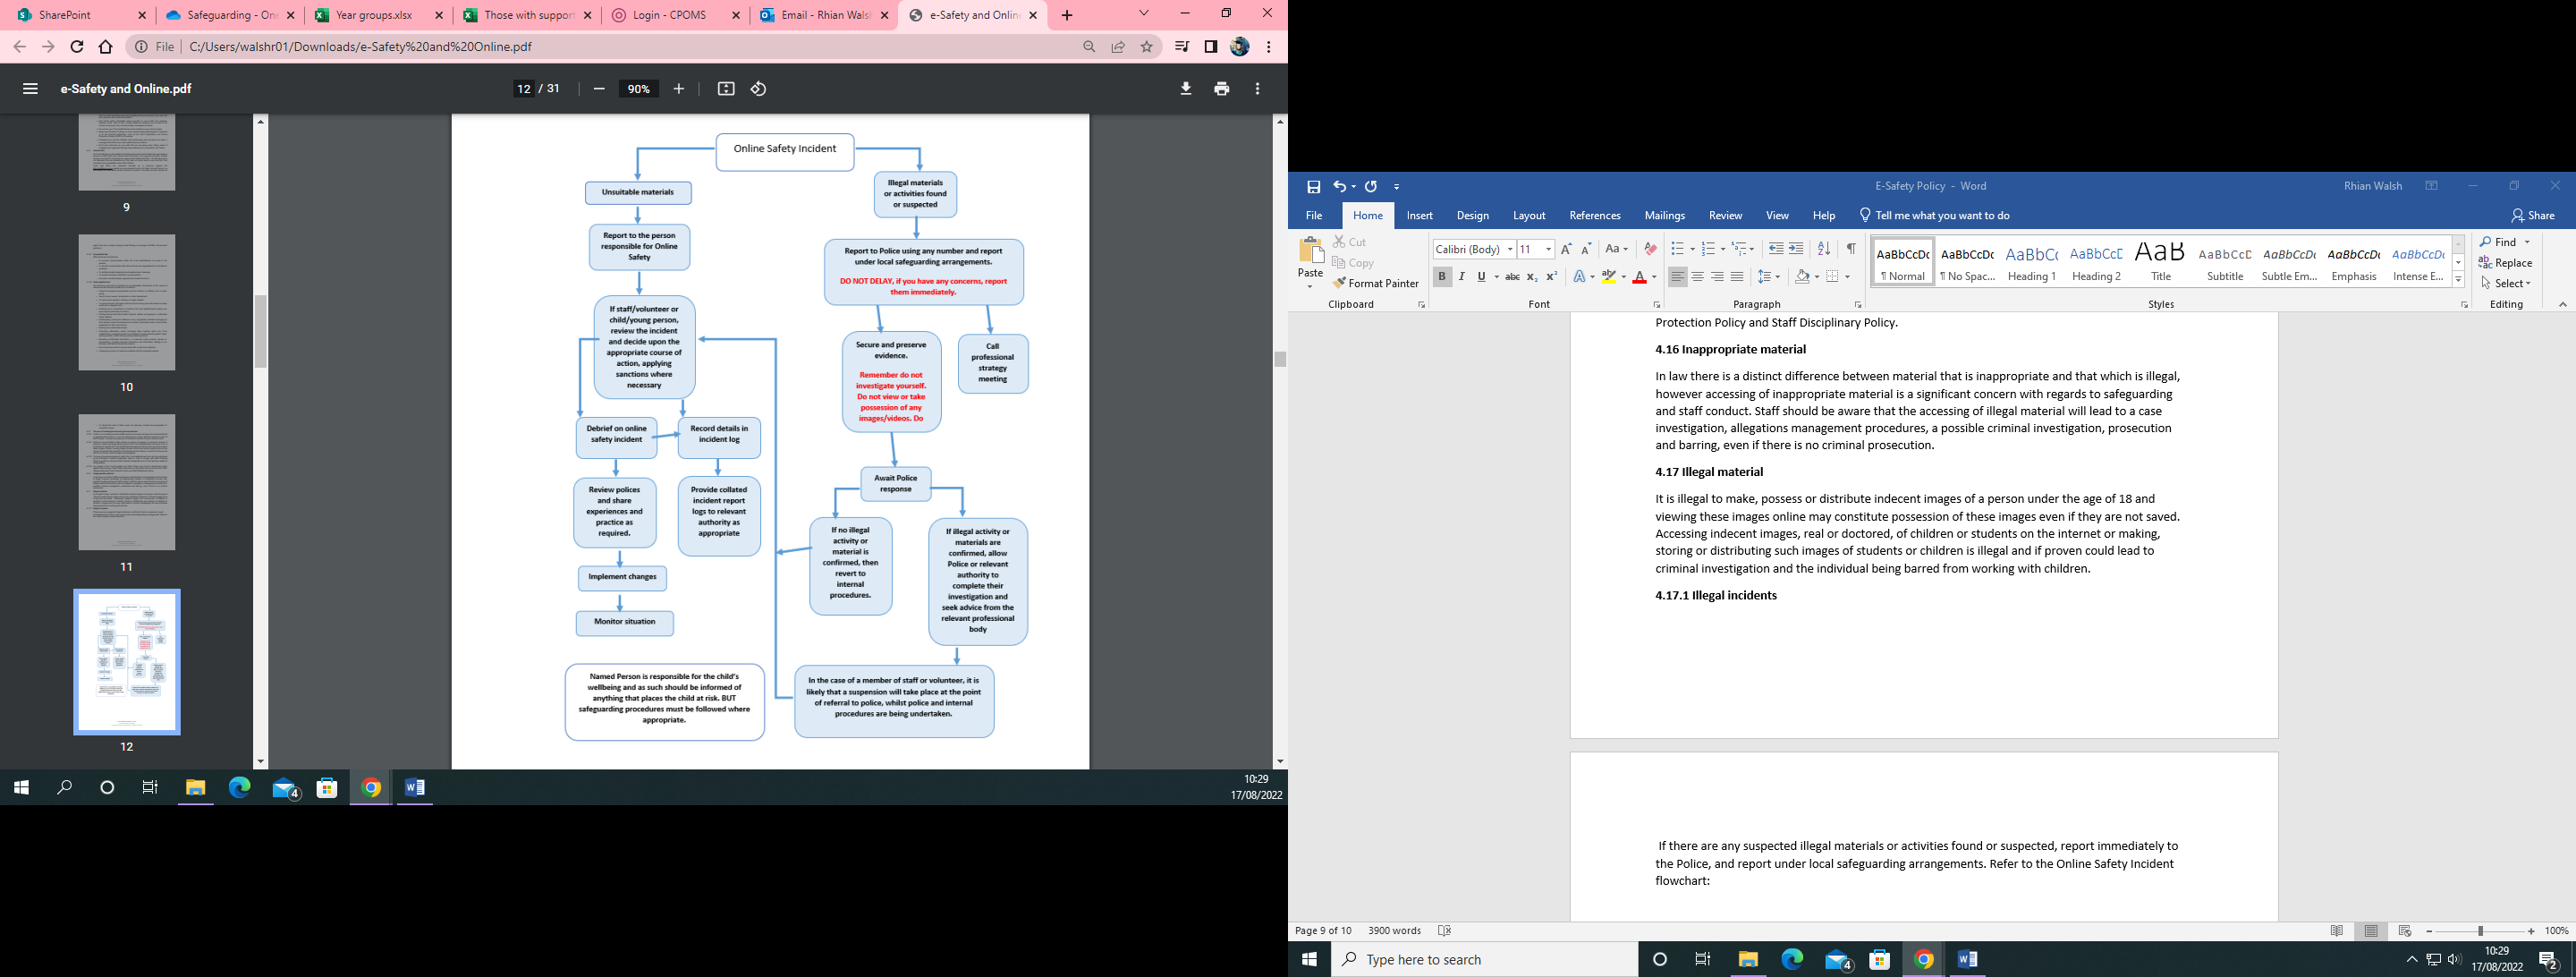 SharePoint
Safeguarding - On
Year groups.xlsx
Those with suppor
Login - CPOMS
Email - Rhian Wals
e-Safety and Onlin
File
C:/Users/walshr01/Downloads/e-Safety%20and%20Online.pdf
e-Safety and Online.pdf
12 / 31
90%
9
10
11
12
Online Safety Incident
Unsuitable materials
Report to the person
responsible for Online
Safety
If staff/volunteer or
child/young person,
review the incident
and decide upon the
appropriate course of
action, applying
sanctions where
necessary
Debrief on online
safety incident
Record details in
incident log
Review polices
and share
experiences and
practice as
required.
Provide collated
incident report
logs to relevant
authority as
appropriate
Implement changes
Monitor situation
Named Person is responsible for the child's
wellbeing and as such should be informed of
anything that places the child at risk. BUT
safeguarding procedures must be followed where
appropriate.
Illegal materials
or activities found
or suspected
Report to Police using any number and report
under local safeguarding arrangements.
DO NOT DELAY, if you have any concerns, report
them immediately.
Secure and preserve
evidence.
Remember do not
investigate yourself.
Do not view or take
possession of any
images/videos. Do
Call
professional
strategy
meeting
Await Police
response
If no illegal
activity or
material is
confirmed, then
revert to
internal
procedures.
If illegal activity or
materials are
confirmed, allow
Police or relevant
authority to
complete their
investigation and
seek advice from the
relevant professional
body
In the case of a member of staff or volunteer, it is
likely that a suspension will take place at the point
of referral to police, whilst police and internal
procedures are being undertaken.
4
10:29
17/08/2022
E-Safety Policy - Word
Rhian Walsh
File Home Insert Design Layout References Mailings Review View Help Tell me what you want to do Share
Paste
Cut
Copy
Format Painter
Clipboard
Calibri (Body) 11
Font
Paragraph
AaBbCcDc AaBbCcDc AaBbC AaBbCcE AaB AaBbCcD AaBbCcDc AaBbCcDc AaBbCcDc
¶ Normal ¶ No Spac... Heading 1 Heading 2 Title Subtitle Subtle Em... Emphasis Intense E...
Styles
Find
Replace
Select
Editing
Protection Policy and Staff Disciplinary Policy.
4.16 Inappropriate material
In law there is a distinct difference between material that is inappropriate and that which is illegal,
however accessing of inappropriate material is a significant concern with regards to safeguarding
and staff conduct. Staff should be aware that the accessing of illegal material will lead to a case
investigation, allegations management procedures, a possible criminal investigation, prosecution
and barring, even if there is no criminal prosecution.
4.17 Illegal material
It is illegal to make, possess or distribute indecent images of a person under the age of 18 and
viewing these images online may constitute possession of these images even if they are not saved.
Accessing indecent images, real or doctored, of children or students on the internet or making,
storing or distributing such images of students or children is illegal and if proven could lead to
criminal investigation and the individual being barred from working with children.
4.17.1 Illegal incidents
If there are any suspected illegal materials or activities found or suspected, report immediately to
the Police, and report under local safeguarding arrangements. Refer to the Online Safety Incident
flowchart:
Page 9 of 10 3900 words
100%
Type here to search
4
10:29
17/08/2022
2